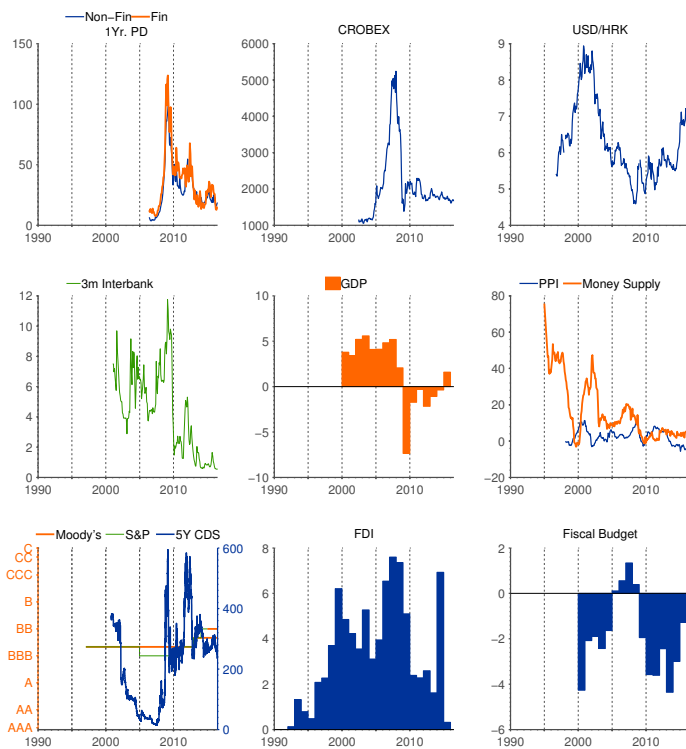 Non-Fin Fin
1Yr. PD
150
100
50
0
1990 2000 2010
CROBEX
6000
5000
4000
3000
2000
1000
1990 2000 2010
USD/HRK
9
8
7
6
5
4
1990 2000 2010
3m Interbank
12
10
8
6
4
2
0
1990 2000 2010
GDP
10
5
0
−5
−10
1990 2000 2010
PPI Money Supply
80
60
40
20
0
−20
1990 2000 2010
Moody's S&P 5Y CDS
C
CC
CCC
B
BB
BBB
A
AA
AAA
600
400
200
0
1990 2000 2010
FDI
8
6
4
2
0
1990 2000 2010
Fiscal Budget
2
0
−2
−4
−6
1990 2000 2010